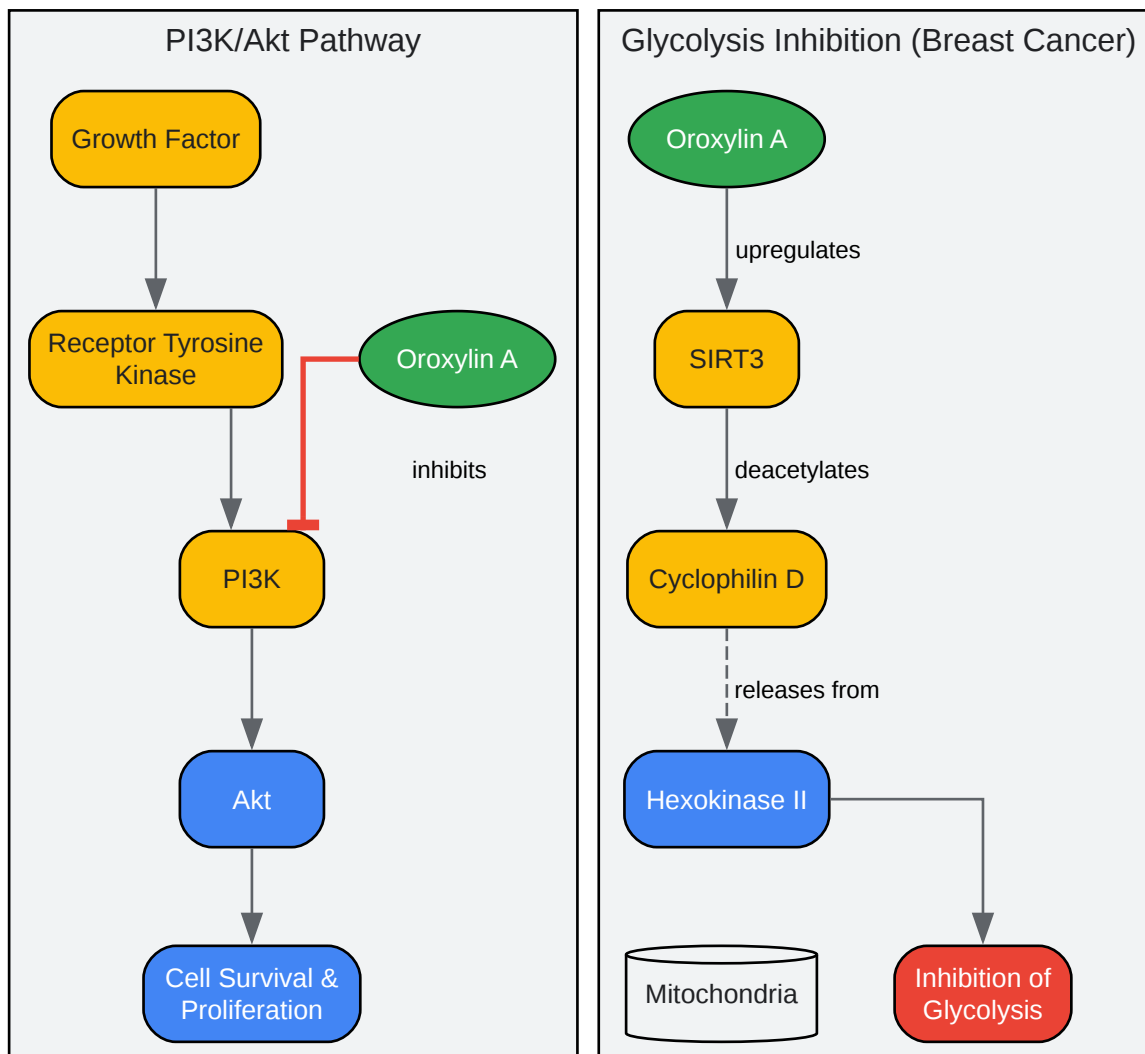 PI3K/Akt Pathway
Growth Factor
Receptor Tyrosine
Kinase
Oroxylin A
inhibits
PI3K
Akt
Cell Survival &
Proliferation
Glycolysis Inhibition (Breast Cancer)
Oroxylin A
upregulates
SIRT3
deacetylates
Cyclophilin D
releases from
Hexokinase II
Mitochondria
Inhibition of
Glycolysis